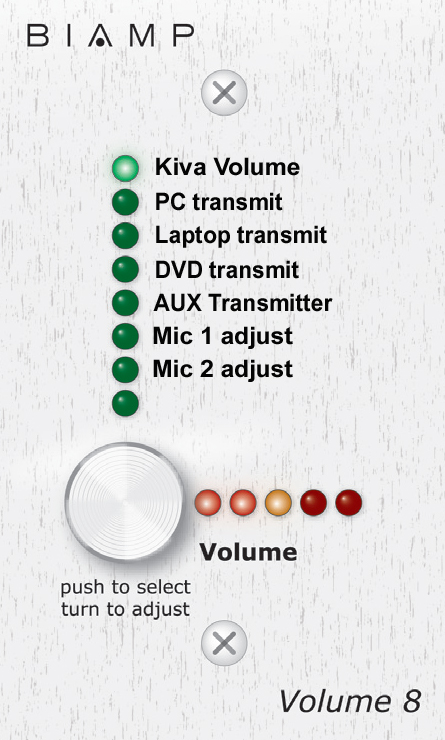 BIAMP
Kiva Volume
PC transmit
Laptop transmit
DVD transmit
AUX Transmitter
Mic 1 adjust
Mic 2 adjust
Volume
push to select
turn to adjust
Volume 8